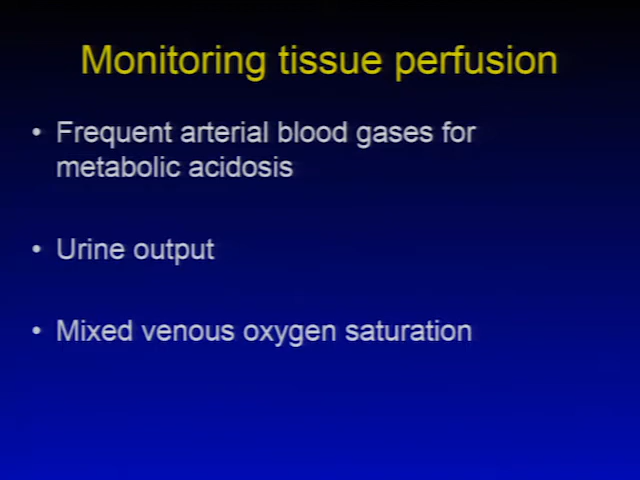 Monitoring tissue perfusion
• Frequent arterial blood gases for
metabolic acidosis
• Urine output
• Mixed venous oxygen saturation